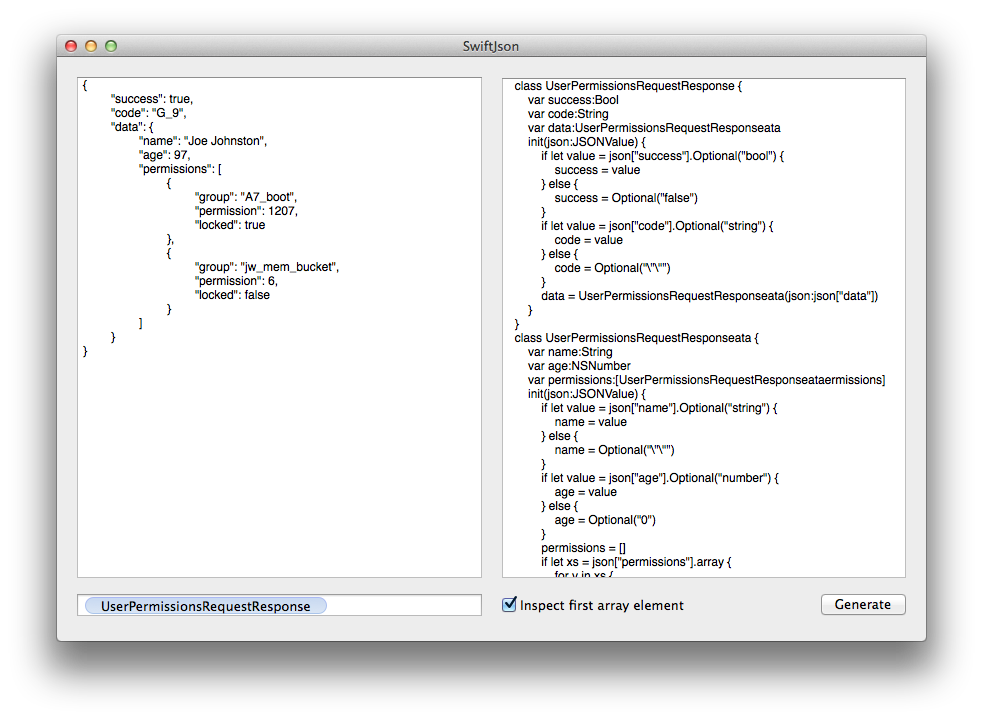 SwiftJson
{
"success": true,
"code": "G_9",
"data": {
"name": "Joe Johnston",
"age": 97,
"permissions": [
{
"group": "A7_boot",
"permission": 1207,
"locked": true
},
{
"group": "jw_mem_bucket",
"permission": 6,
"locked": false
}
]
}
}
class UserPermissionsRequestResponse {
var success:Bool
var code:String
var data:UserPermissionsRequestResponseata
init(json:JSONValue) {
if let value = json["success"].Optional("bool") {
success = value
} else {
success = Optional("false")
}
if let value = json["code"].Optional("string") {
code = value
} else {
code = Optional("\"\"")
}
data = UserPermissionsRequestResponseata(json:json["data"])
}
}
class UserPermissionsRequestResponseata {
var name:String
var age:NSNumber
var permissions:[UserPermissionsRequestResponseataermissions]
init(json:JSONValue) {
if let value = json["name"].Optional("string") {
name = value
} else {
name = Optional("\"\"")
}
if let value = json["age"].Optional("number") {
age = value
} else {
age = Optional("0")
}
permissions = []
if let xs = json["permissions"].array {
for v in xs {
UserPermissionsRequestResponse
Inspect first array element
Generate